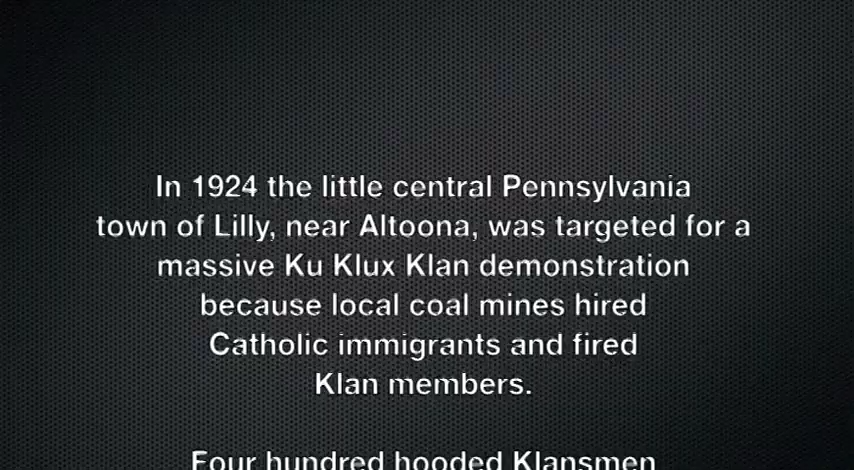 In 1924 the little central Pennsylvania
town of Lilly, near Altoona, was targeted for a
massive Ku Klux Klan demonstration
because local coal mines hired
Catholic immigrants and fired
Klan members.
Four hundred hooded Klansmen